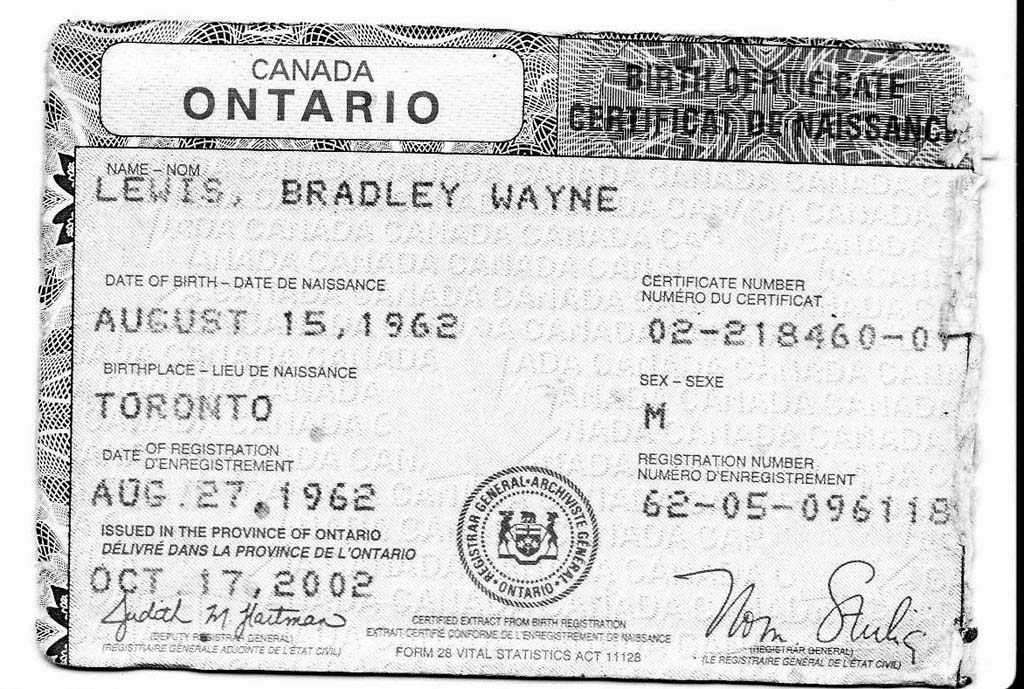 CANADA
ONTARIO
BIRTH CERTIFICATE
CERTIFICAT DE NAISSANC
NAME – NOM
LEWIS, BRADLEY WAYNE
DATE OF BIRTH – DATE DE NAISSANCE
CERTIFICATE NUMBER
NUMÉRO DU CERTIFICAT
AUGUST 15,1962
02-218460-0
BIRTHPLACE – LIEU DE NAISSANCE
SEX – SEXE
TORONTO
M
DATE OF REGISTRATION
D'ENREGISTREMENT
REGISTRATION NUMBER
NUMÉRO D'ENREGISTREMENT
AUG.27,1962
62-05-096118
ISSUED IN THE PROVINCE OF ONTARIO
DÉLIVRÉ DANS LA PROVINCE DE L'ONTARIO
REGISTRAR GENERAL•ARCHIVISTE GENERAL
•ONTARIO•
OCT.17,2002
Judith M Hartman
(DEPUTY REGISTRAR GENERAL)
(REGISTRAIRE GÉNÉRALE ADJOINTE DE L'ÉTAT CIVIL)
CERTIFIED EXTRACT FROM BIRTH REGISTRATION
EXTRAIT CERTIFIÉ CONFORME DE L'ENREGISTREMENT DE NAISSANCE
FORM 28 VITAL STATISTICS ACT 11128
Norm
(REGISTRAR GENERAL)
(LE REGISTRAIRE GÉNÉRAL DE L'ÉTAT CIVIL)